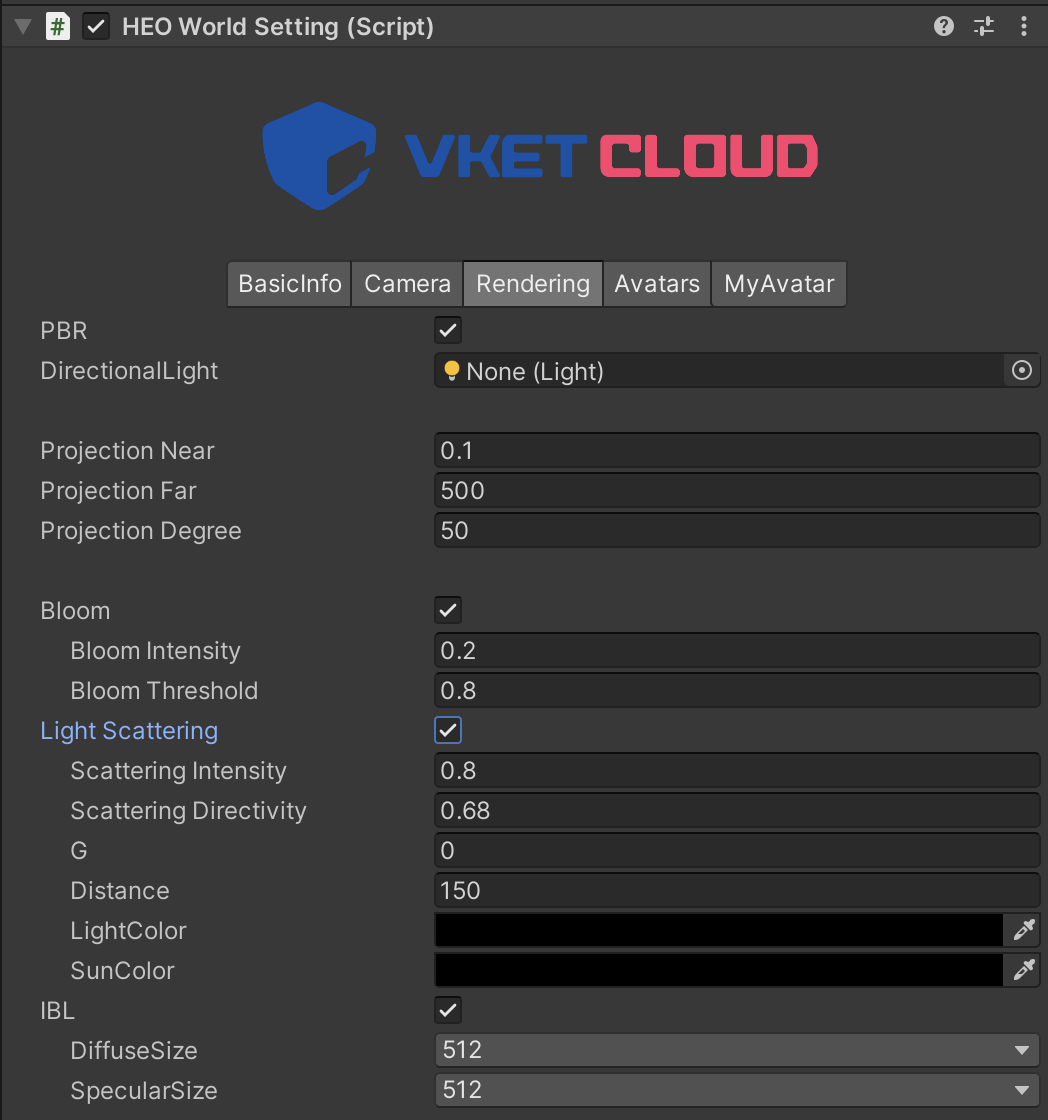 # HEO World Setting (Script)
VKET CLOUD
BasicInfo Camera Rendering Avatars MyAvatar
PBR
DirectionalLight None (Light)
Projection Near 0.1
Projection Far 500
Projection Degree 50
Bloom
Bloom Intensity 0.2
Bloom Threshold 0.8
Light Scattering
Scattering Intensity 0.8
Scattering Directivity 0.68
G 0
Distance 150
LightColor
SunColor
IBL
DiffuseSize 512
SpecularSize 512